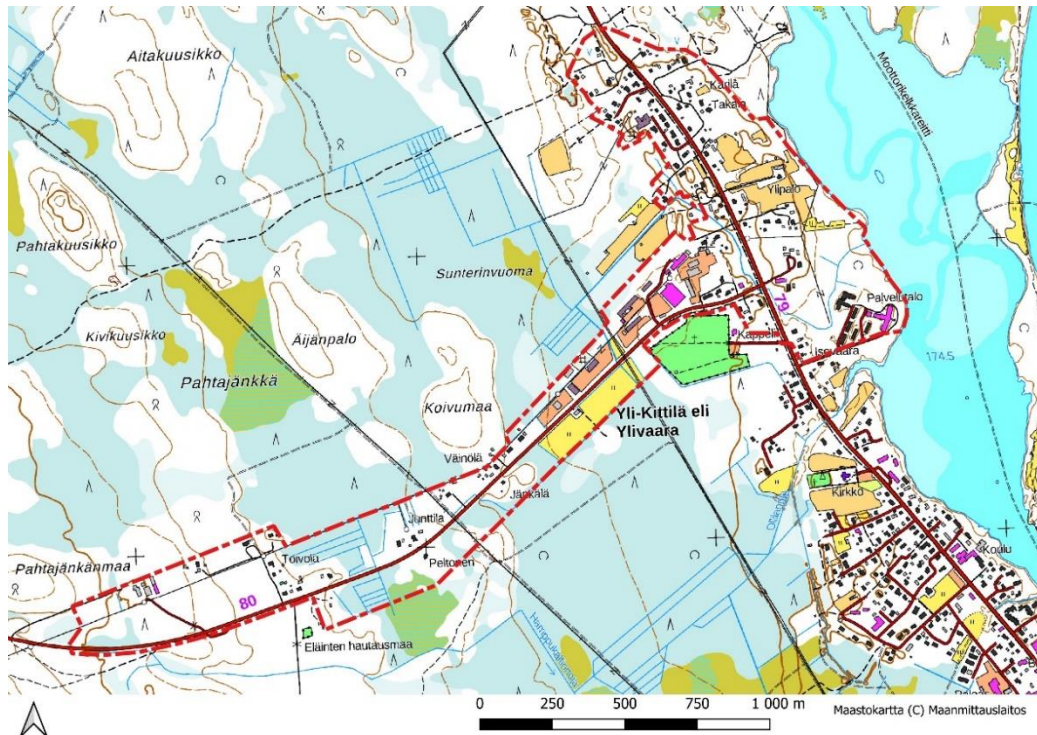 Aitakuusikko
Moottorikelkkareitti
Karila
Takala
Ylipalo
Pahtakuusikko
Sunterinvuoma
79
Palvelutalo
Kivikuusikko
Äijänpalo
Kappeli
Isovaara
174.5
Pahtajänkkä
Koivumaa
Yli-Kittilä eli
Ylivaara
Väinölä
Jänkälä
Kirkko
Junttila
Koulu
Toivola
Peltonen
Pahtajänkänmaa
80
Eläinten hautausmaa
0 250 500 750 1 000 m
Maastokartta (C) Maanmittauslaitos